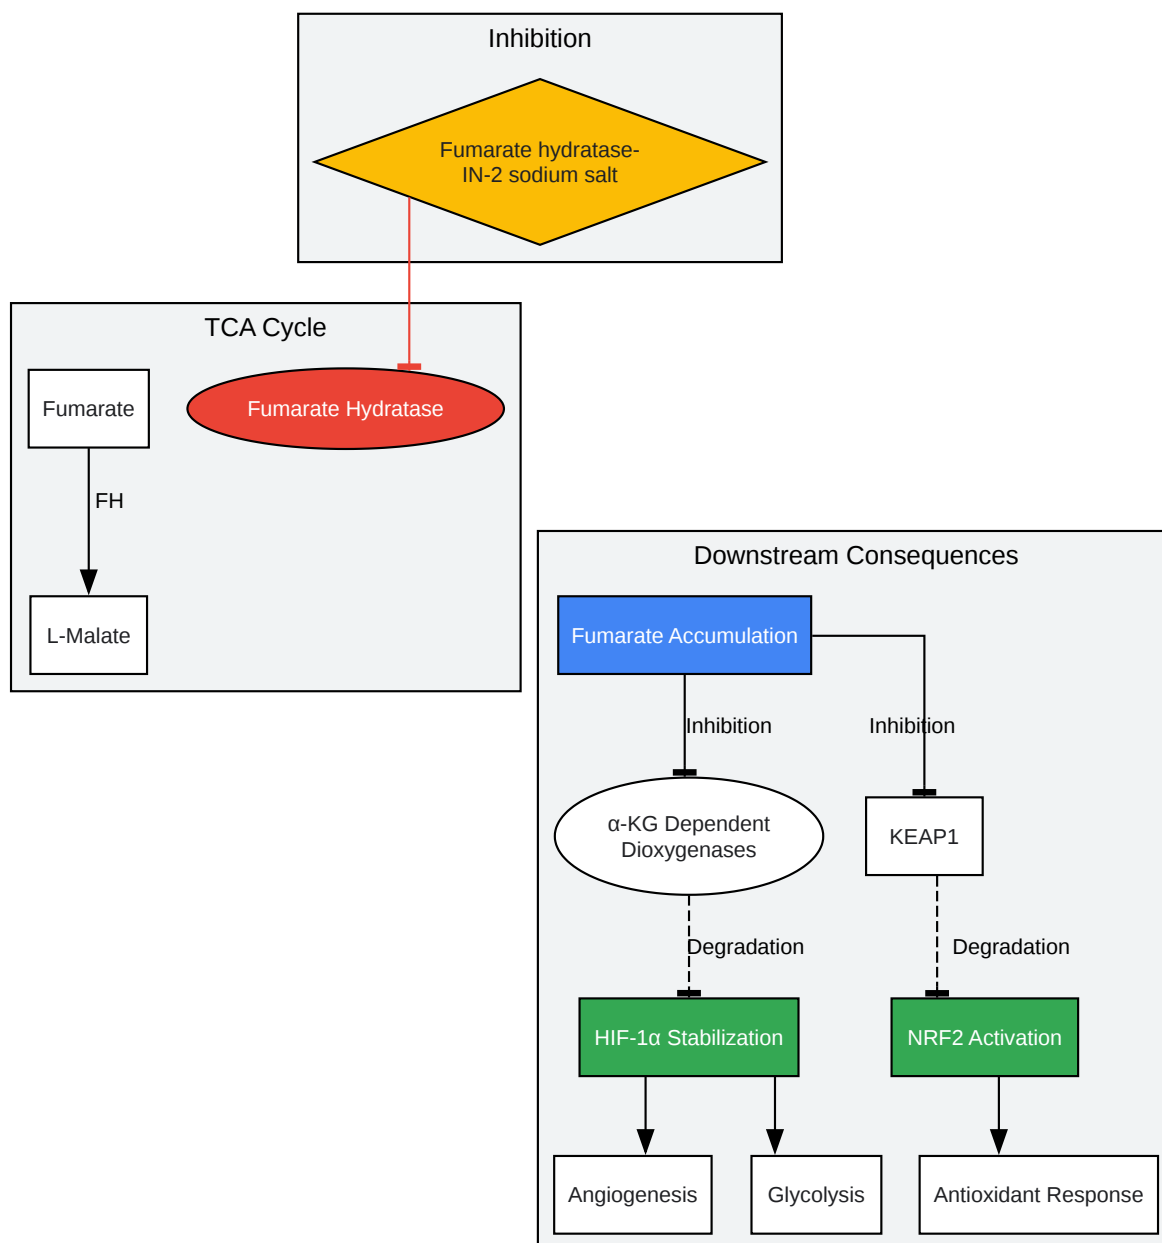 Inhibition
Fumarate hydratase-
IN-2 sodium salt
TCA Cycle
Fumarate
Fumarate Hydratase
FH
L-Malate
Downstream Consequences
Fumarate Accumulation
Inhibition
Inhibition
α-KG Dependent
Dioxygenases
KEAP1
Degradation
Degradation
HIF-1α Stabilization
NRF2 Activation
Angiogenesis
Glycolysis
Antioxidant Response